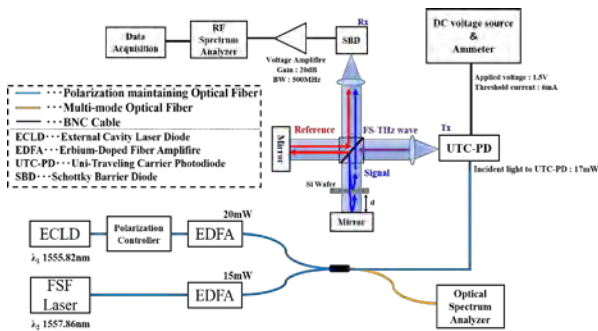 Data
Acquisition
RF
Spectrum
Analyzer
Voltage Amplifire
Gain : 20dB
BW : 500MHz
Rx
SBD
DC voltage source
&
Ammeter
Applied voltage : 1.5V
Threshold current : 6mA
Polarization maintaining Optical Fiber
Multi-mode Optical Fiber
BNC Cable
ECLD···External Cavity Laser Diode
EDFA···Erbium-Doped Fiber Amplifire
UTC-PD···Uni-Traveling Carrier Photodiode
SBD···Schottky Barrier Diode
Mirror
Reference
FS-THz wave
Tx
UTC-PD
Signal
Incident light to UTC-PD : 17mW
Si Wafer
d
Mirror
ECLD
Polarization
Controller
20mW
EDFA
λ₁ 1555.82nm
FSF
Laser
15mW
EDFA
λ₂ 1557.86nm
Optical
Spectrum
Analyzer